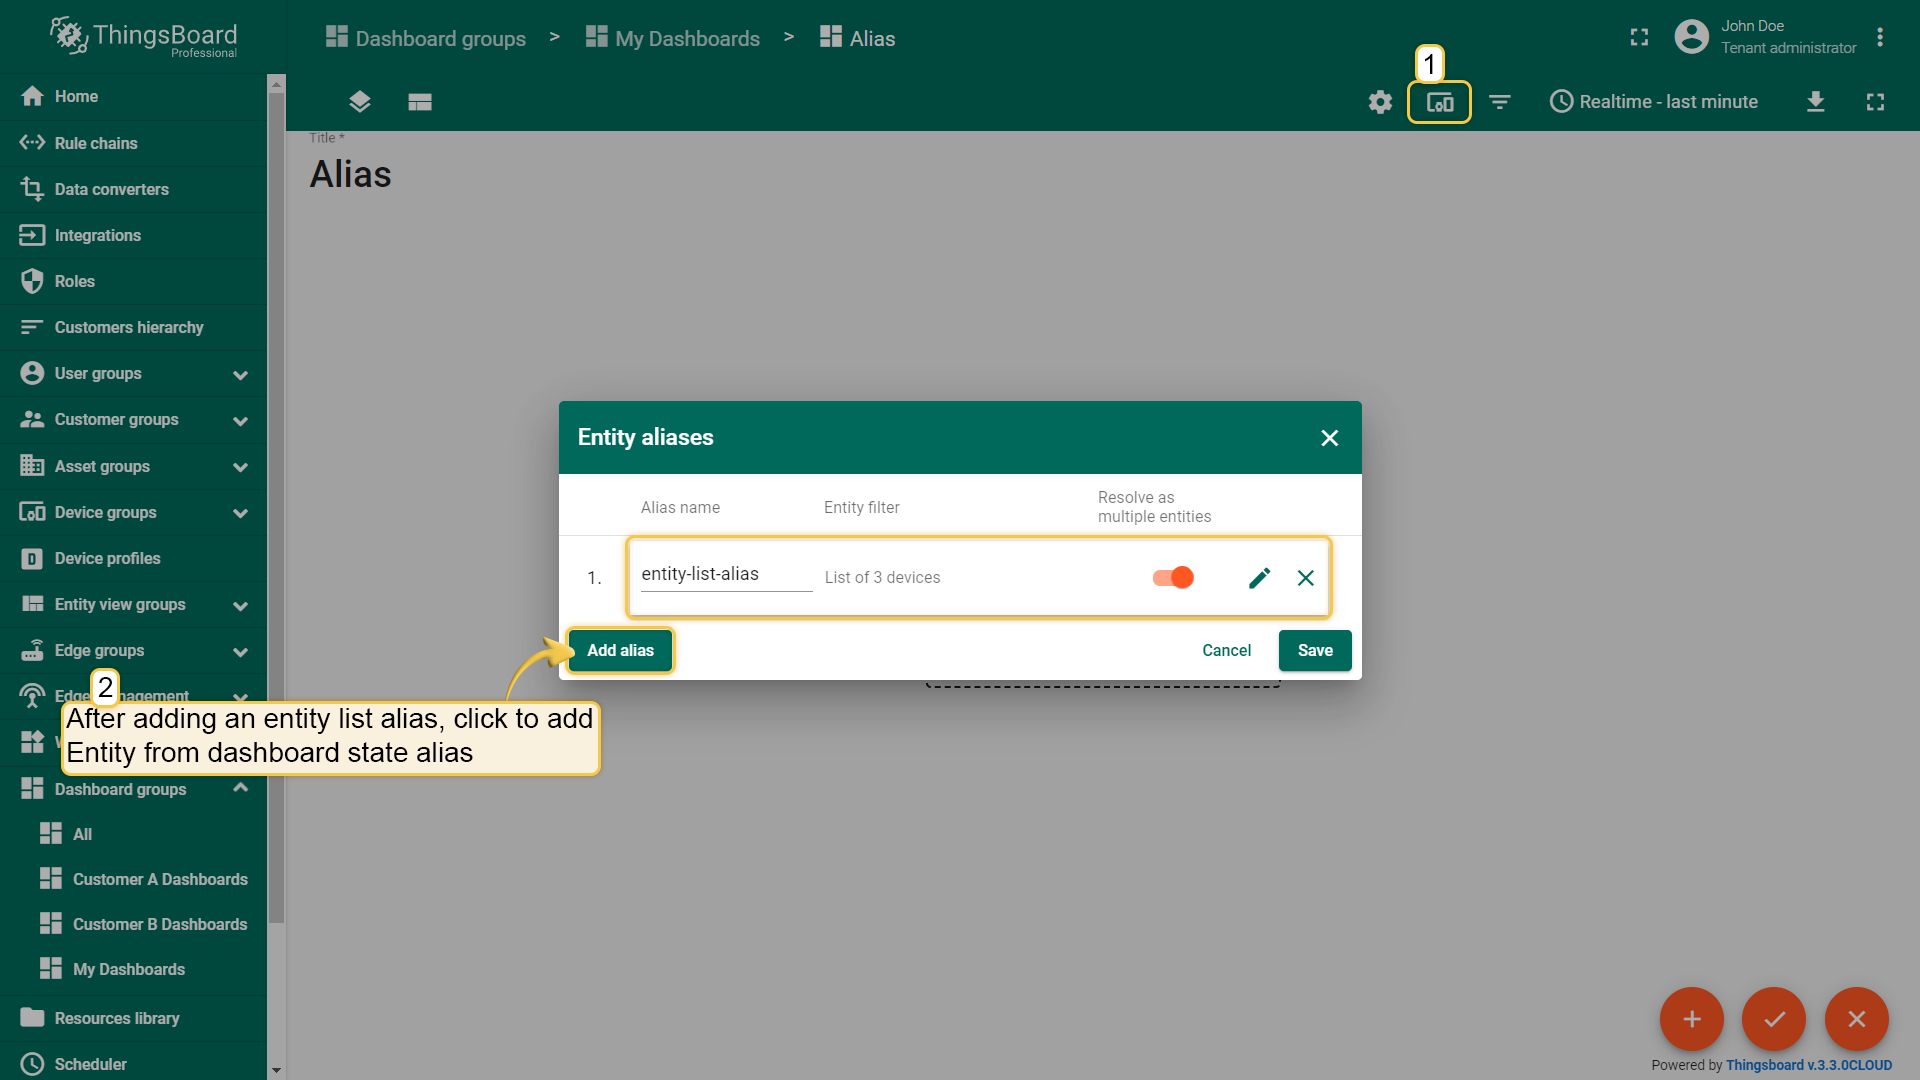 ThingsBoard
Professional
Dashboard groups > My Dashboards > Alias
John Doe
Tenant administrator
1
Realtime - last minute
Home
Rule chains
Data converters
Integrations
Roles
Customers hierarchy
User groups
Customer groups
Asset groups
Device groups
Device profiles
Entity view groups
Edge groups
Dashboard groups
All
Customer A Dashboards
Customer B Dashboards
My Dashboards
Resources library
Scheduler
Title *
Alias
Entity aliases
Alias name
Entity filter
Resolve as
multiple entities
1.
entity-list-alias
List of 3 devices
Add alias
Cancel
Save
2
After adding an entity list alias, click to add
Entity from dashboard state alias
Powered by Thingsboard v.3.3.0CLOUD